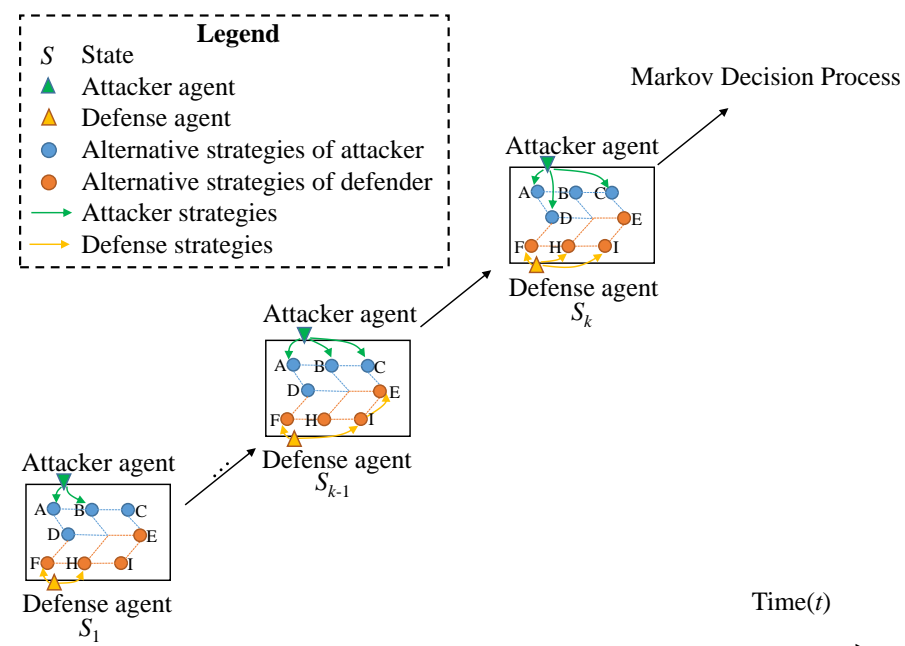 Legend
S State
Attacker agent
Defense agent
Alternative strategies of attacker
Alternative strategies of defender
Attacker strategies
Defense strategies
Markov Decision Process
Attacker agent
A B C
D E
F H I
Defense agent
Sk
Attacker agent
A B C
D E
F H I
Defense agent
Sk-1
...
Attacker agent
A B C
D E
F H I
Defense agent
S1
Time(t)